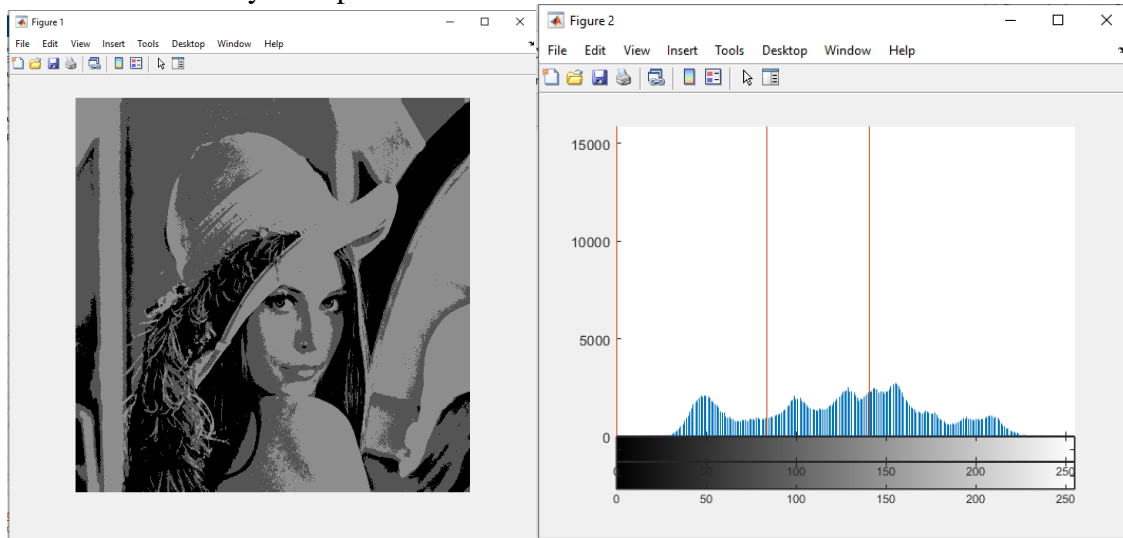 Figure 1
File Edit View Insert Tools Desktop Window Help
Figure 2
File Edit View Insert Tools Desktop Window Help
15000
10000
5000
0
0 50 100 150 200 250
0 50 100 150 200 250